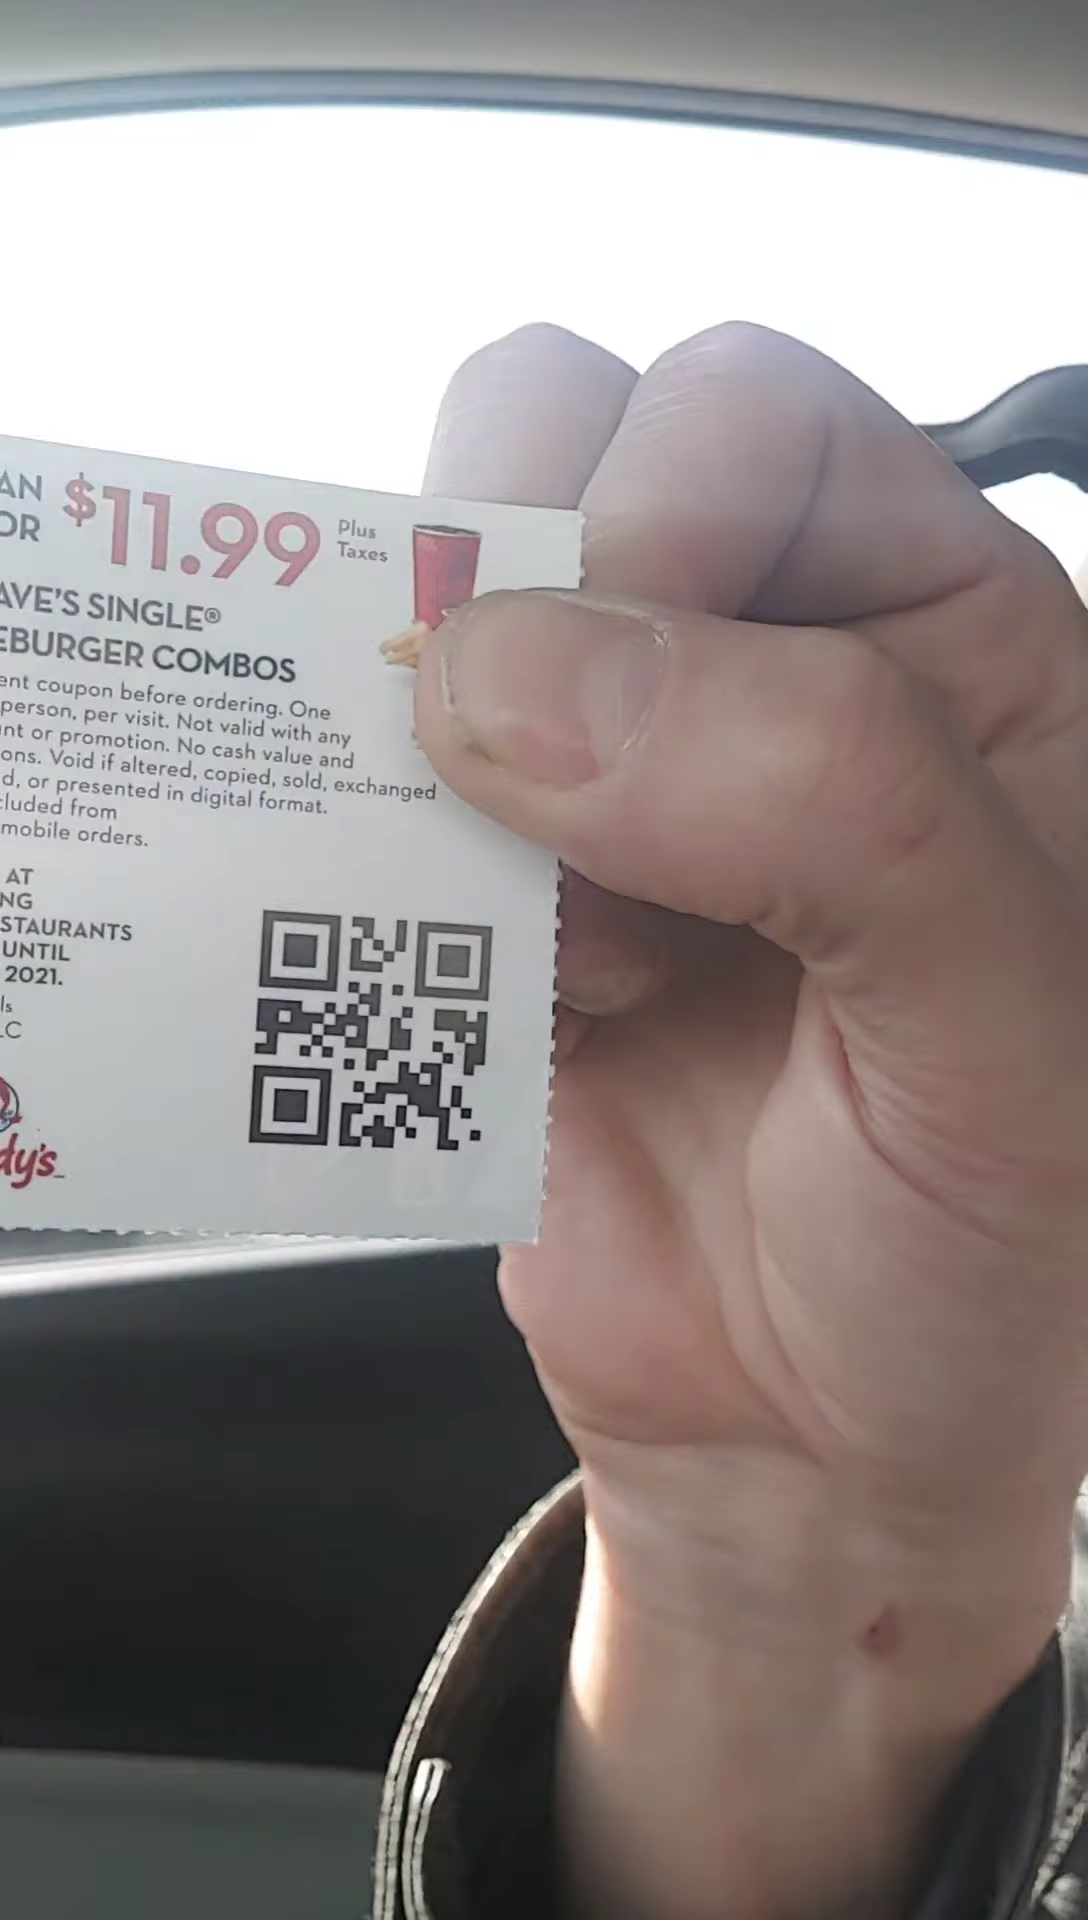 AN $11.99 Plus
OR Taxes
AVE'S SINGLE®
EBURGER COMBOS
ent coupon before ordering. One
person, per visit. Not valid with any
nt or promotion. No cash value and
ons. Void if altered, copied, sold, exchanged
d, or presented in digital format.
cluded from
mobile orders.
AT
NG
STAURANTS
UNTIL
2021.
ls
LC
dy's